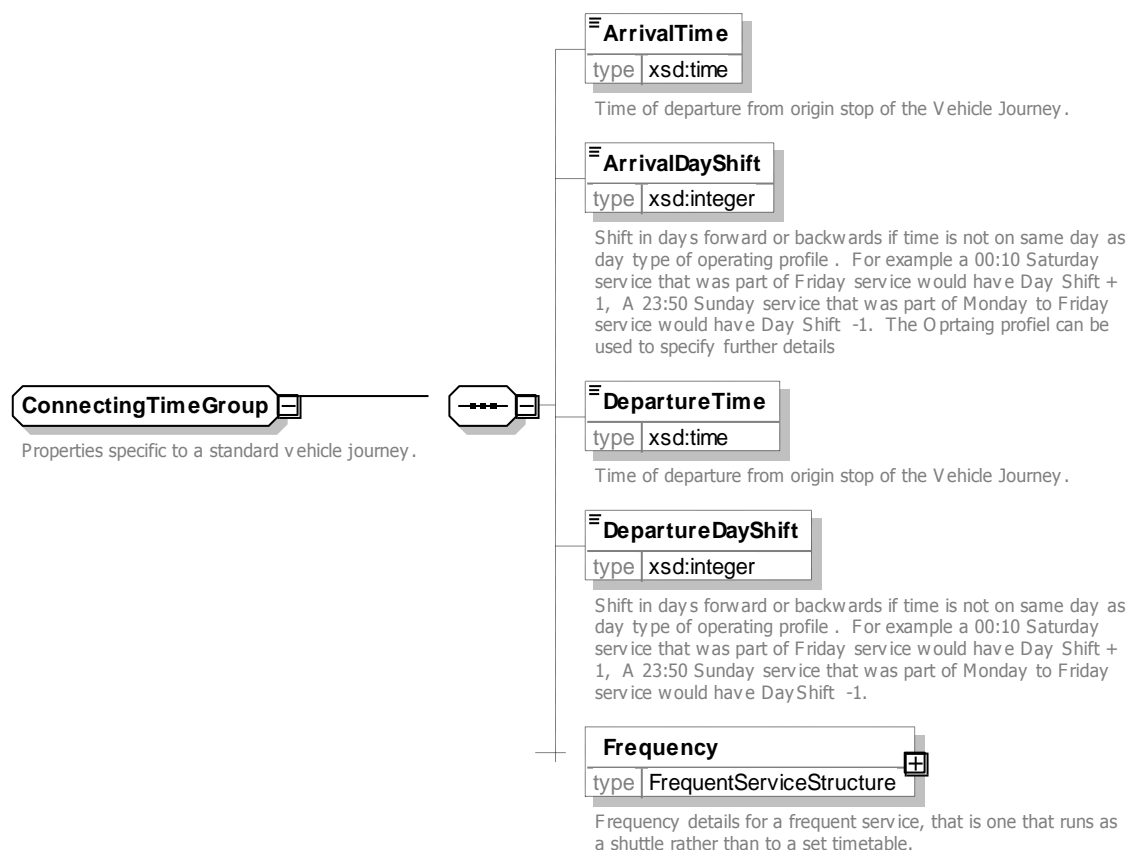 ArrivalTime
type xsd:time
Time of departure from origin stop of the Vehicle Journey.
ArrivalDayShift
type xsd:integer
Shift in days forward or backwards if time is not on same day as
day type of operating profile . For example a 00:10 Saturday
service that was part of Friday service would have Day Shift +
1, A 23:50 Sunday service that was part of Monday to Friday
service would have Day Shift -1. The Oprtaing profiel can be
used to specify further details
ConnectingTimeGroup
Properties specific to a standard vehicle journey.
DepartureTime
type xsd:time
Time of departure from origin stop of the Vehicle Journey.
DepartureDayShift
type xsd:integer
Shift in days forward or backwards if time is not on same day as
day type of operating profile . For example a 00:10 Saturday
service that was part of Friday service would have Day Shift +
1, A 23:50 Sunday service that was part of Monday to Friday
service would have DayShift -1.
Frequency
type FrequentServiceStructure
Frequency details for a frequent service, that is one that runs as
a shuttle rather than to a set timetable.